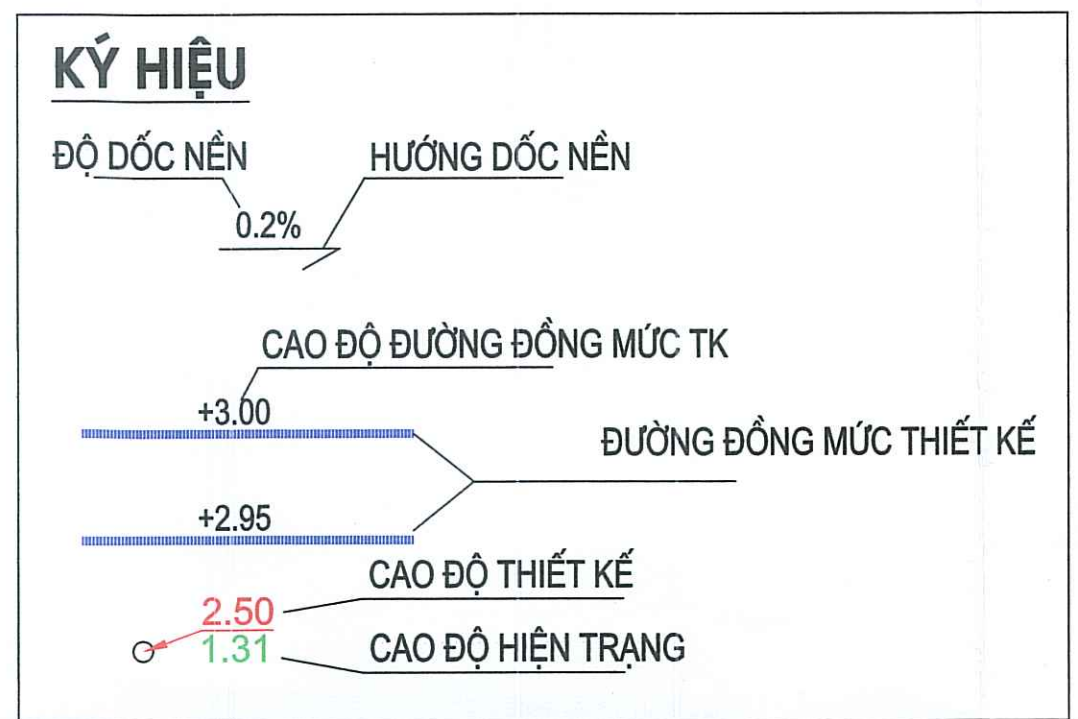 KÝ HIỆU
ĐỘ DỐC NỀN HƯỚNG DỐC NỀN
0.2%
CAO ĐỘ ĐƯỜNG ĐỒNG MỨC TK
+3.00
ĐƯỜNG ĐỒNG MỨC THIẾT KẾ
+2.95
CAO ĐỘ THIẾT KẾ
2.50
1.31 CAO ĐỘ HIỆN TRẠNG